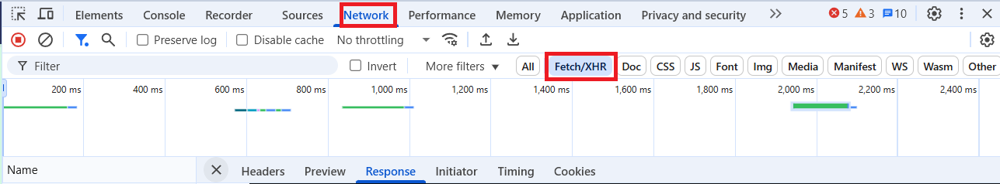 Elements Console Recorder Sources Network Performance Memory Application Privacy and security 5 3 10
Preserve log Disable cache No throttling
Filter Invert More filters All Fetch/XHR Doc CSS JS Font Img Media Manifest WS Wasm Other
200 ms 400 ms 600 ms 800 ms 1,000 ms 1,200 ms 1,400 ms 1,600 ms 1,800 ms 2,000 ms 2,200 ms 2,400 ms
Name Headers Preview Response Initiator Timing Cookies